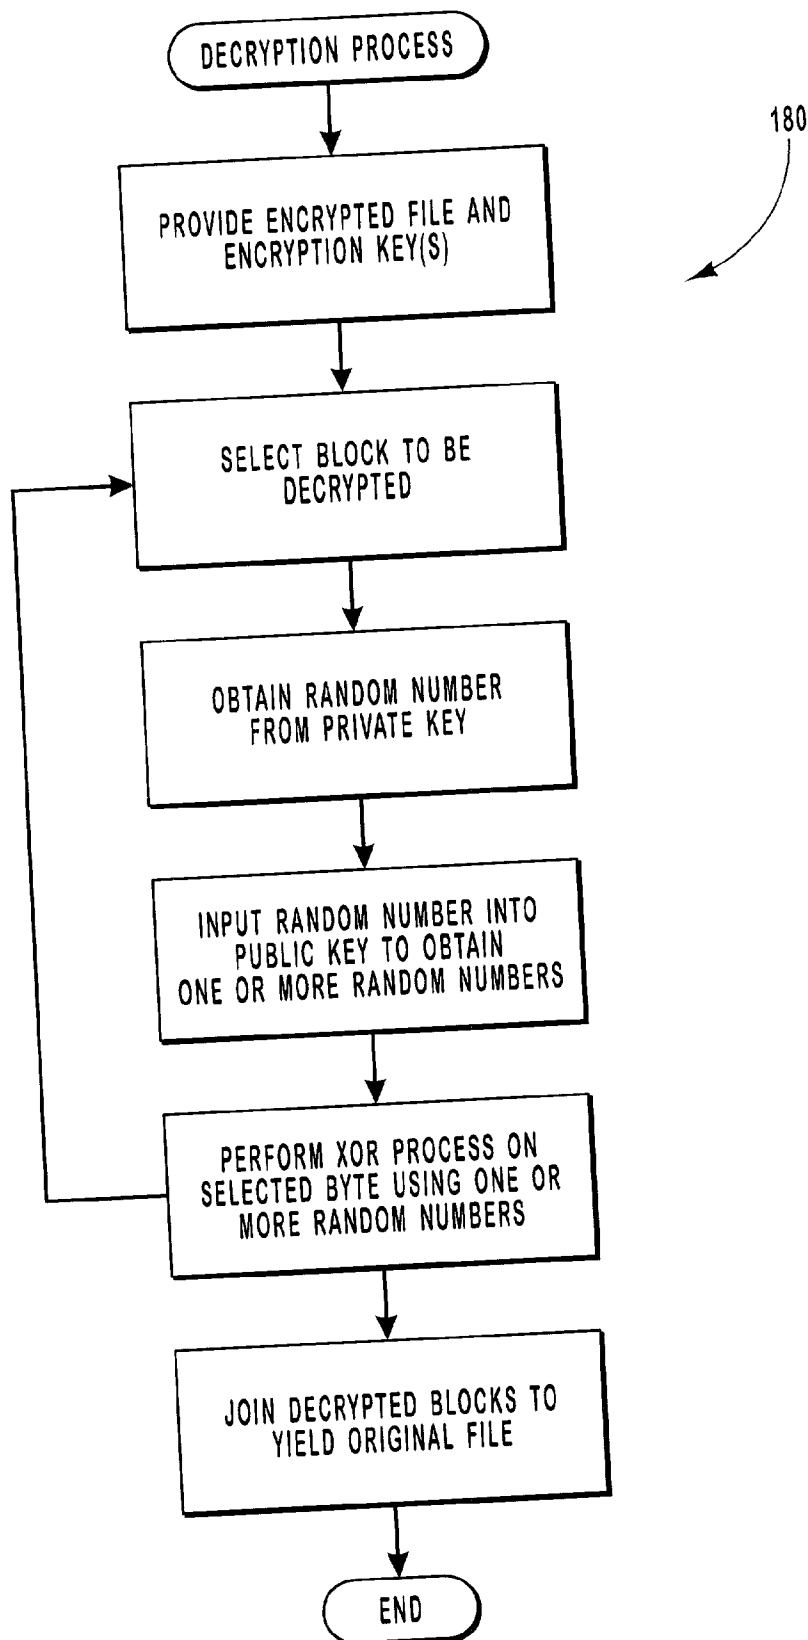 DECRYPTION PROCESS
180
PROVIDE ENCRYPTED FILE AND
ENCRYPTION KEY(S)
SELECT BLOCK TO BE
DECRYPTED
OBTAIN RANDOM NUMBER
FROM PRIVATE KEY
INPUT RANDOM NUMBER INTO
PUBLIC KEY TO OBTAIN
ONE OR MORE RANDOM NUMBERS
PERFORM XOR PROCESS ON
SELECTED BYTE USING ONE OR
MORE RANDOM NUMBERS
JOIN DECRYPTED BLOCKS TO
YIELD ORIGINAL FILE
END